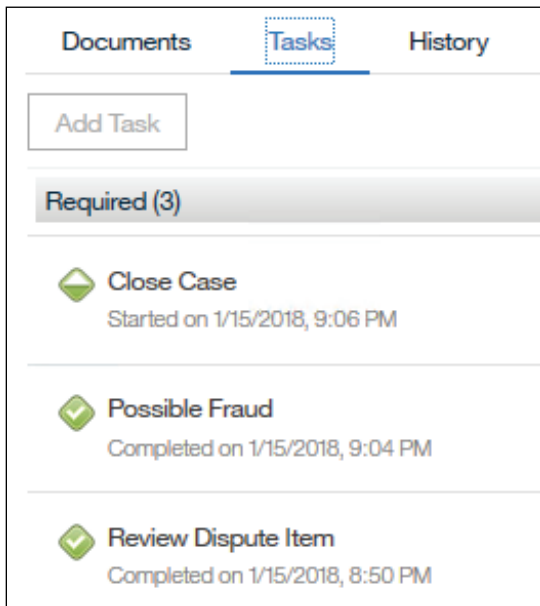 Documents Tasks History
Add Task
Required (3)
Close Case
Started on 1/15/2018, 9:06 PM
Possible Fraud
Completed on 1/15/2018, 9:04 PM
Review Dispute Item
Completed on 1/15/2018, 8:50 PM